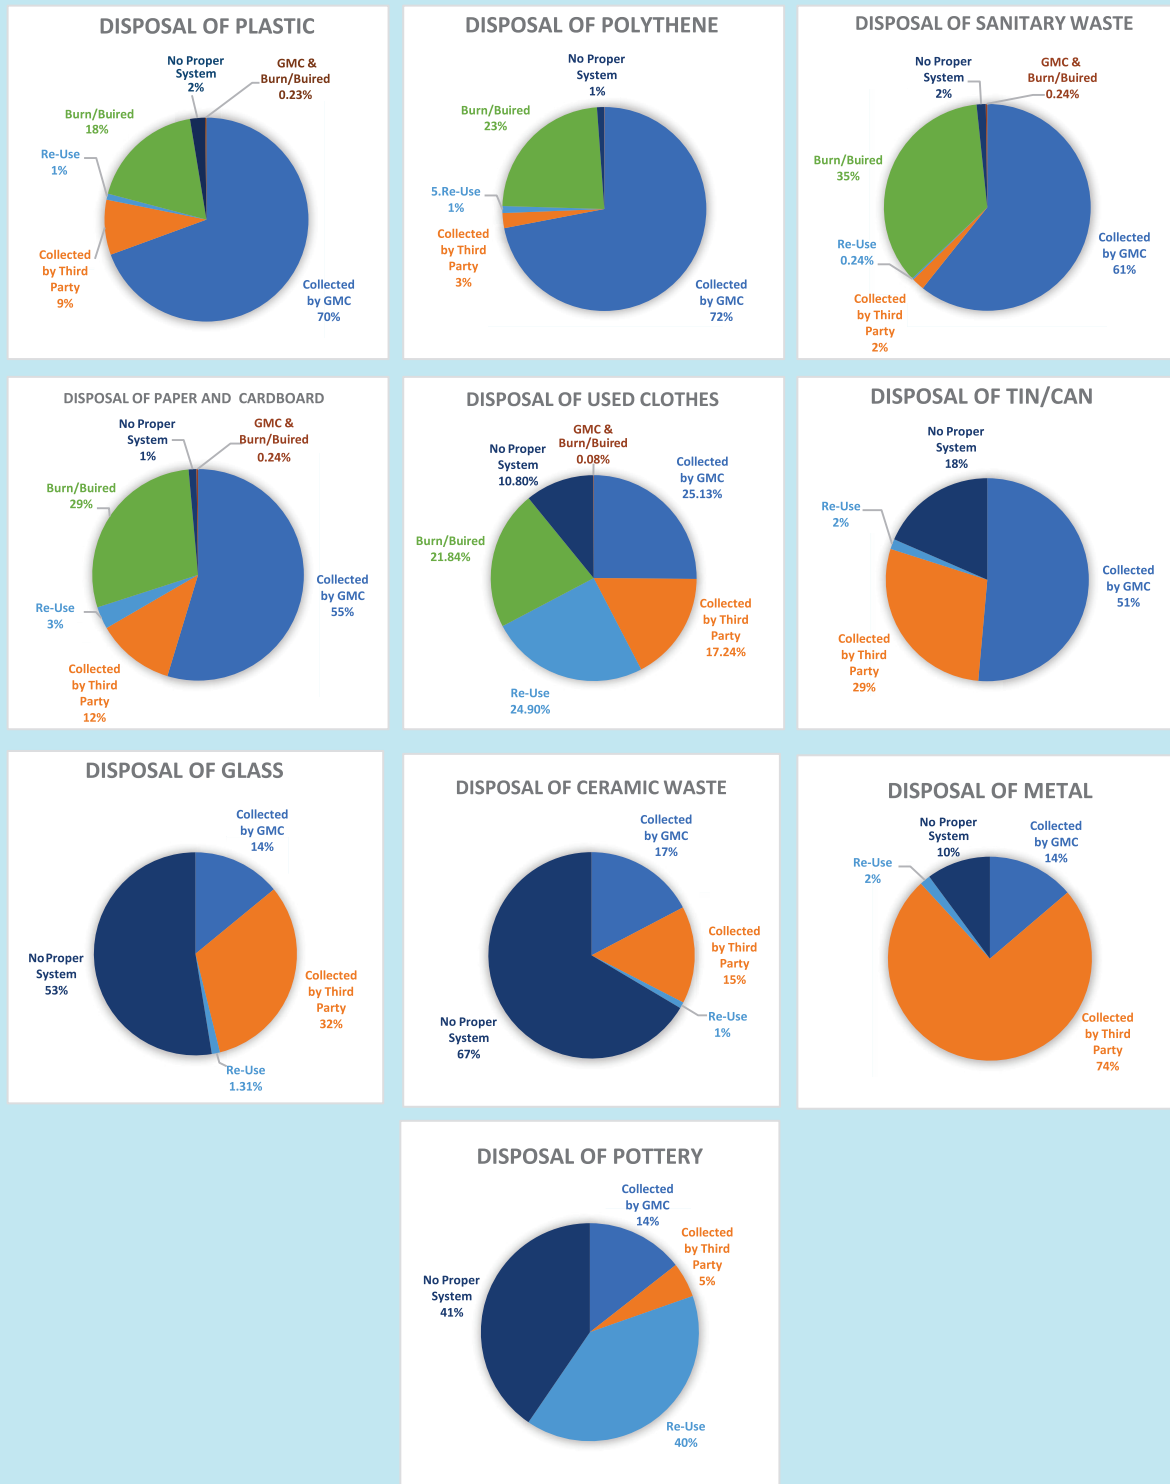 DISPOSAL OF PLASTIC
No Proper
System
2%
GMC &
Burn/Buired
0.23%
Burn/Buired
18%
Re-Use
1%
Collected
by Third
Party
9%
Collected
by GMC
70%
DISPOSAL OF POLYTHENE
No Proper
System
1%
Burn/Buired
23%
5.Re-Use
1%
Collected
by Third
Party
3%
Collected
by GMC
72%
DISPOSAL OF SANITARY WASTE
No Proper
System
2%
GMC &
Burn/Buired
0.24%
Burn/Buired
35%
Re-Use
0.24%
Collected
by Third
Party
2%
Collected
by GMC
61%
DISPOSAL OF PAPER AND CARDBOARD
No Proper
System
1%
GMC &
Burn/Buired
0.24%
Burn/Buired
29%
Re-Use
3%
Collected
by Third
Party
12%
Collected
by GMC
55%
DISPOSAL OF USED CLOTHES
GMC &
Burn/Buired
0.08%
No Proper
System
10.80%
Collected
by GMC
25.13%
Burn/Buired
21.84%
Collected
by Third
Party
17.24%
Re-Use
24.90%
DISPOSAL OF TIN/CAN
No Proper
System
18%
Re-Use
2%
Collected
by GMC
51%
Collected
by Third
Party
29%
DISPOSAL OF GLASS
Collected
by GMC
14%
No Proper
System
53%
Collected
by Third
Party
32%
Re-Use
1.31%
DISPOSAL OF CERAMIC WASTE
Collected
by GMC
17%
Collected
by Third
Party
15%
Re-Use
1%
No Proper
System
67%
DISPOSAL OF METAL
No Proper
System
10%
Collected
by GMC
14%
Re-Use
2%
Collected
by Third
Party
74%
DISPOSAL OF POTTERY
Collected
by GMC
14%
Collected
by Third
Party
5%
No Proper
System
41%
Re-Use
40%